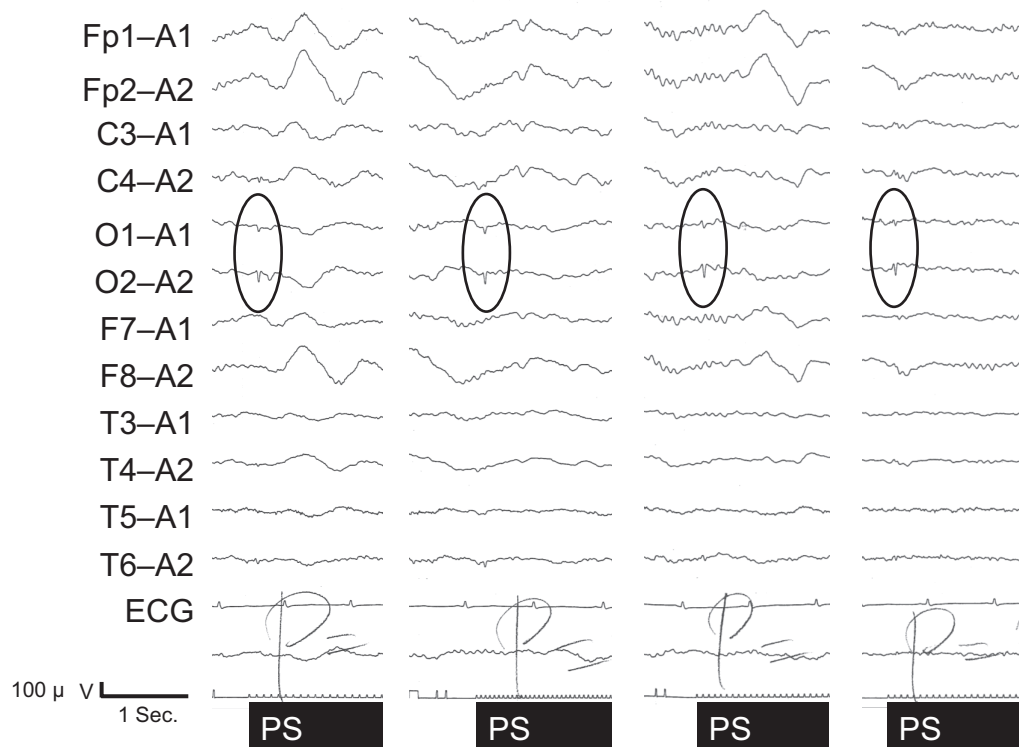 Fp1–A1
Fp2–A2
C3–A1
C4–A2
O1–A1
O2–A2
F7–A1
F8–A2
T3–A1
T4–A2
T5–A1
T6–A2
ECG
100 µ V
1 Sec.
PS PS PS PS